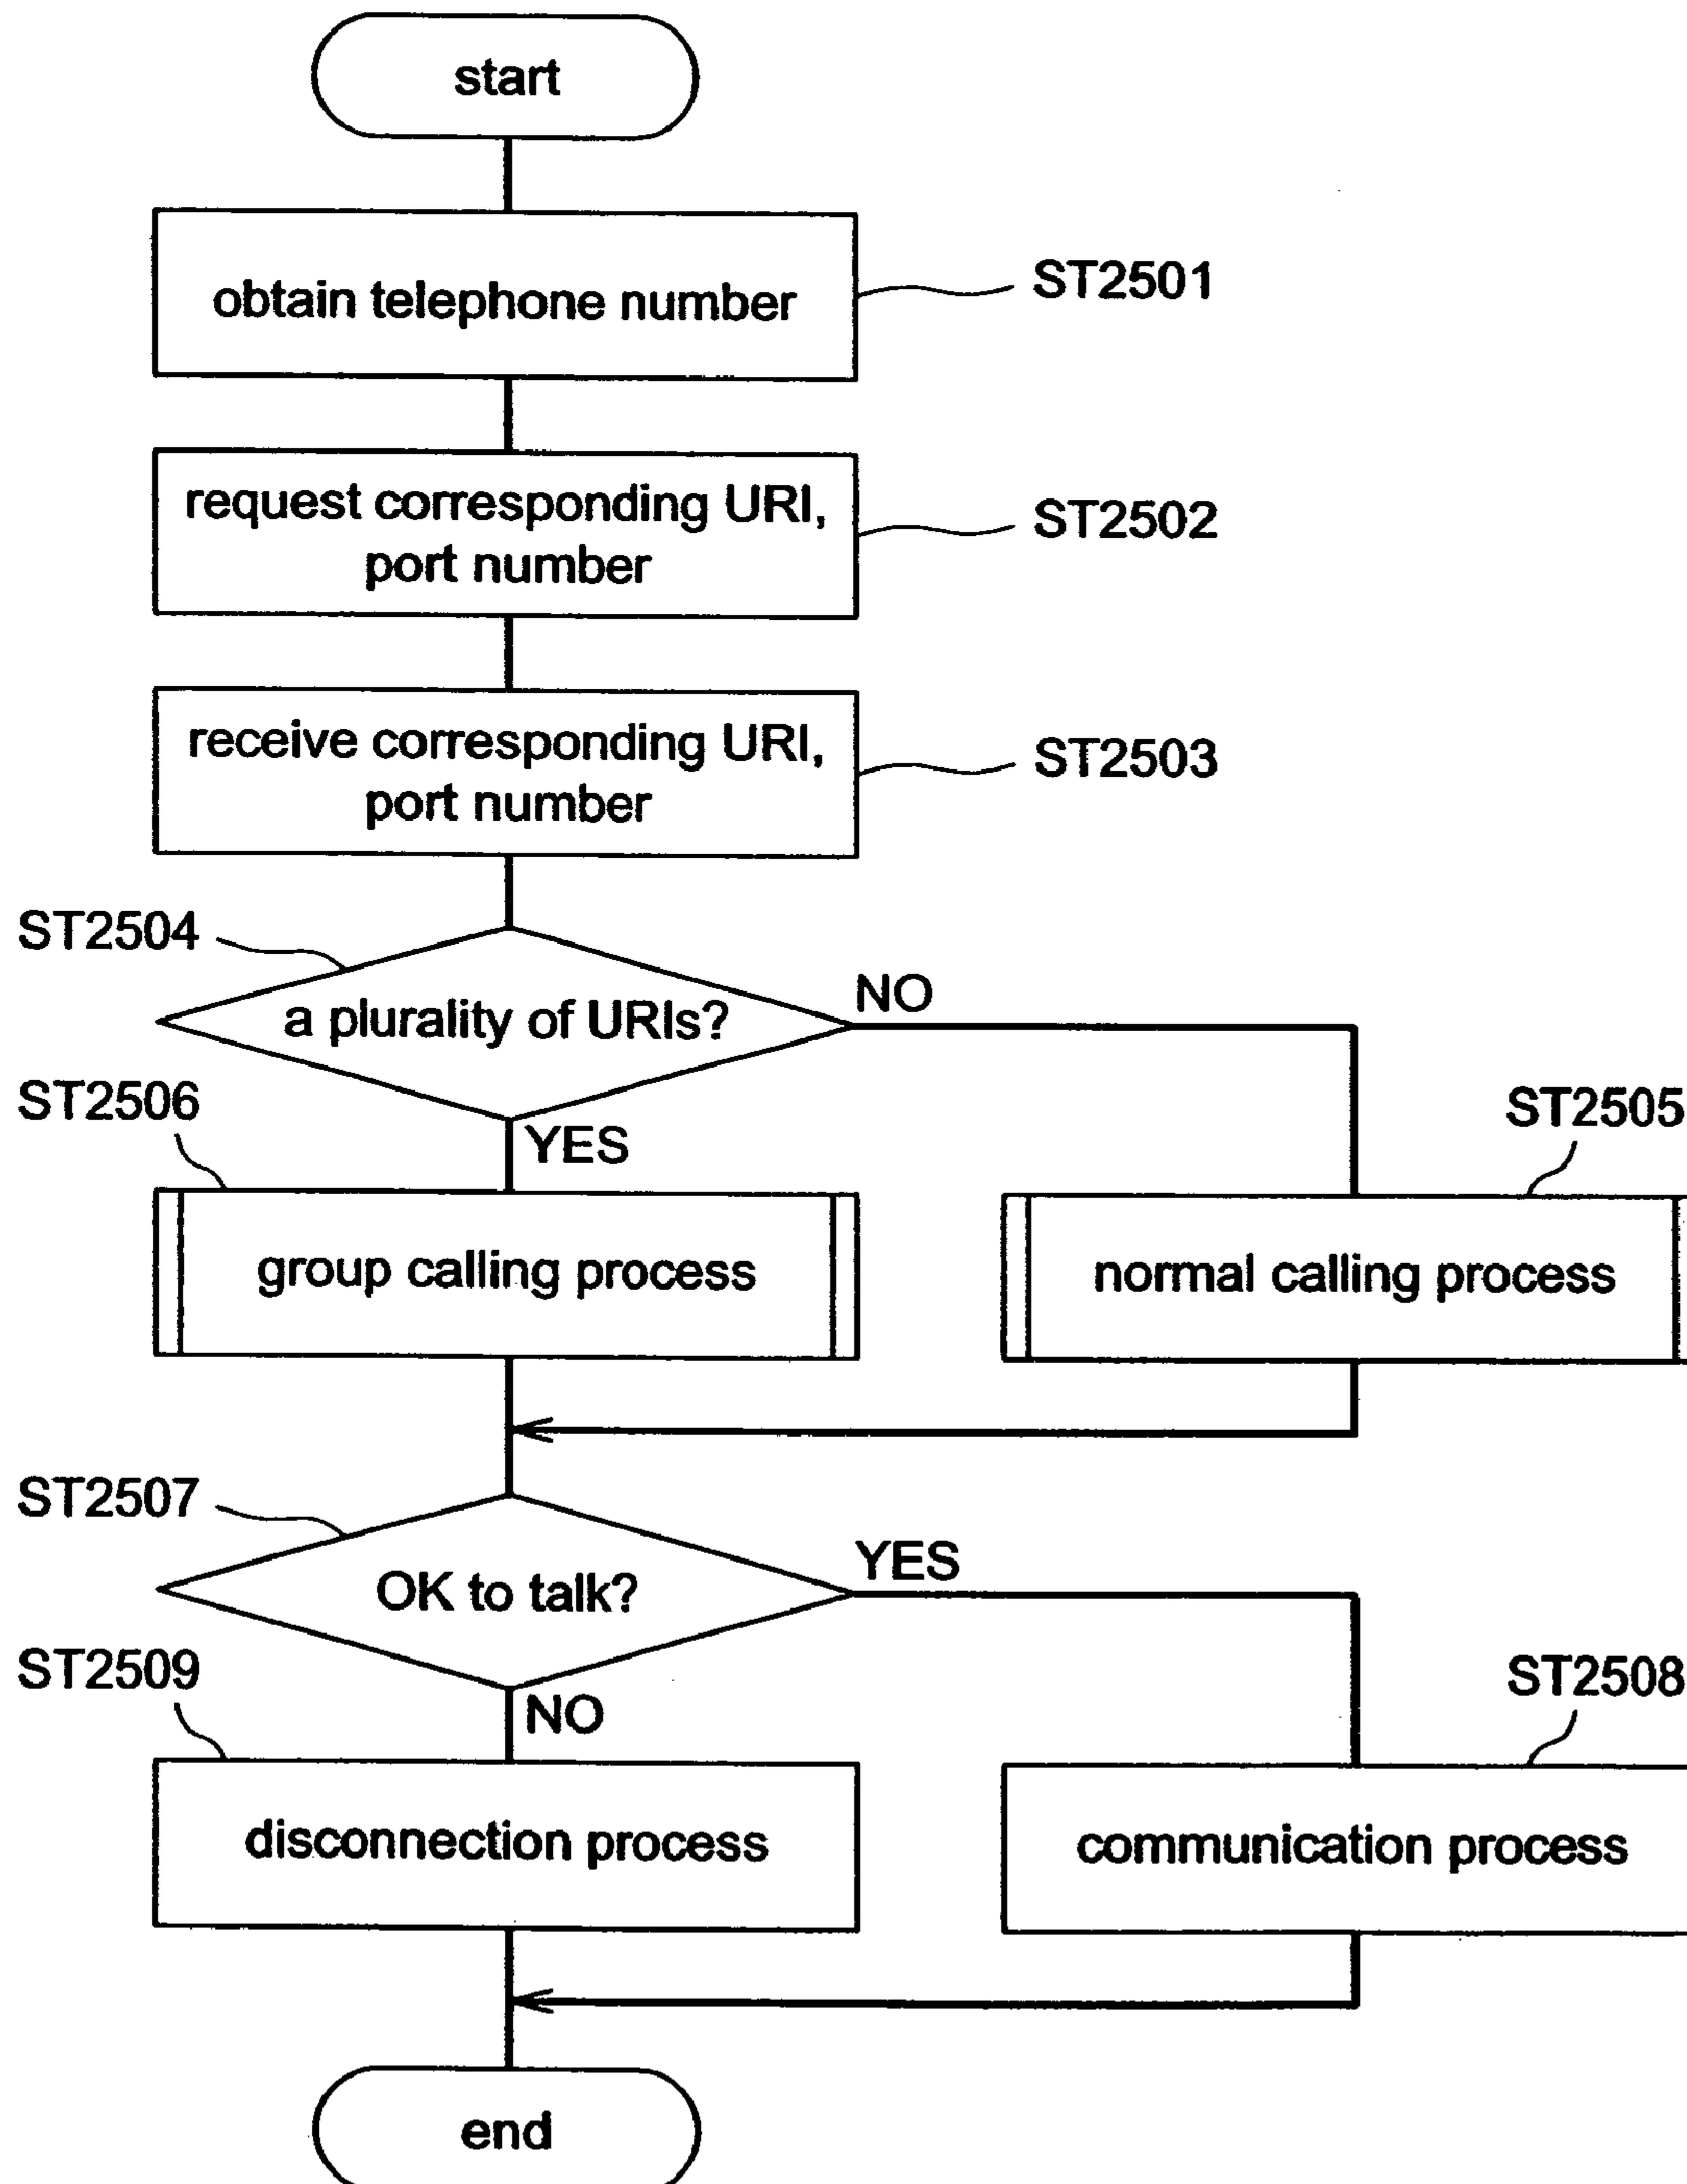 start
obtain telephone number
ST2501
request corresponding URI,
port number
ST2502
receive corresponding URI,
port number
ST2503
ST2504
a plurality of URIs?
NO
YES
ST2506
group calling process
ST2505
normal calling process
ST2507
OK to talk?
YES
NO
ST2509
disconnection process
ST2508
communication process
end